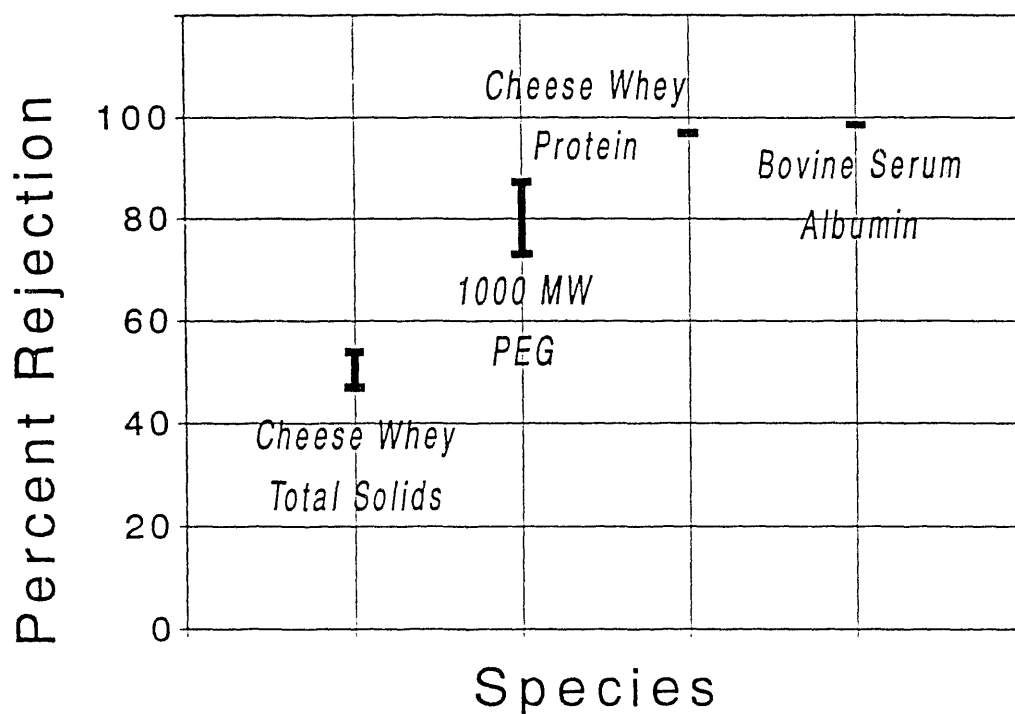 Percent Rejection
100
80
60
40
20
0
Cheese Whey
Protein
Bovine Serum
Albumin
1000 MW
PEG
Cheese Whey
Total Solids
Species